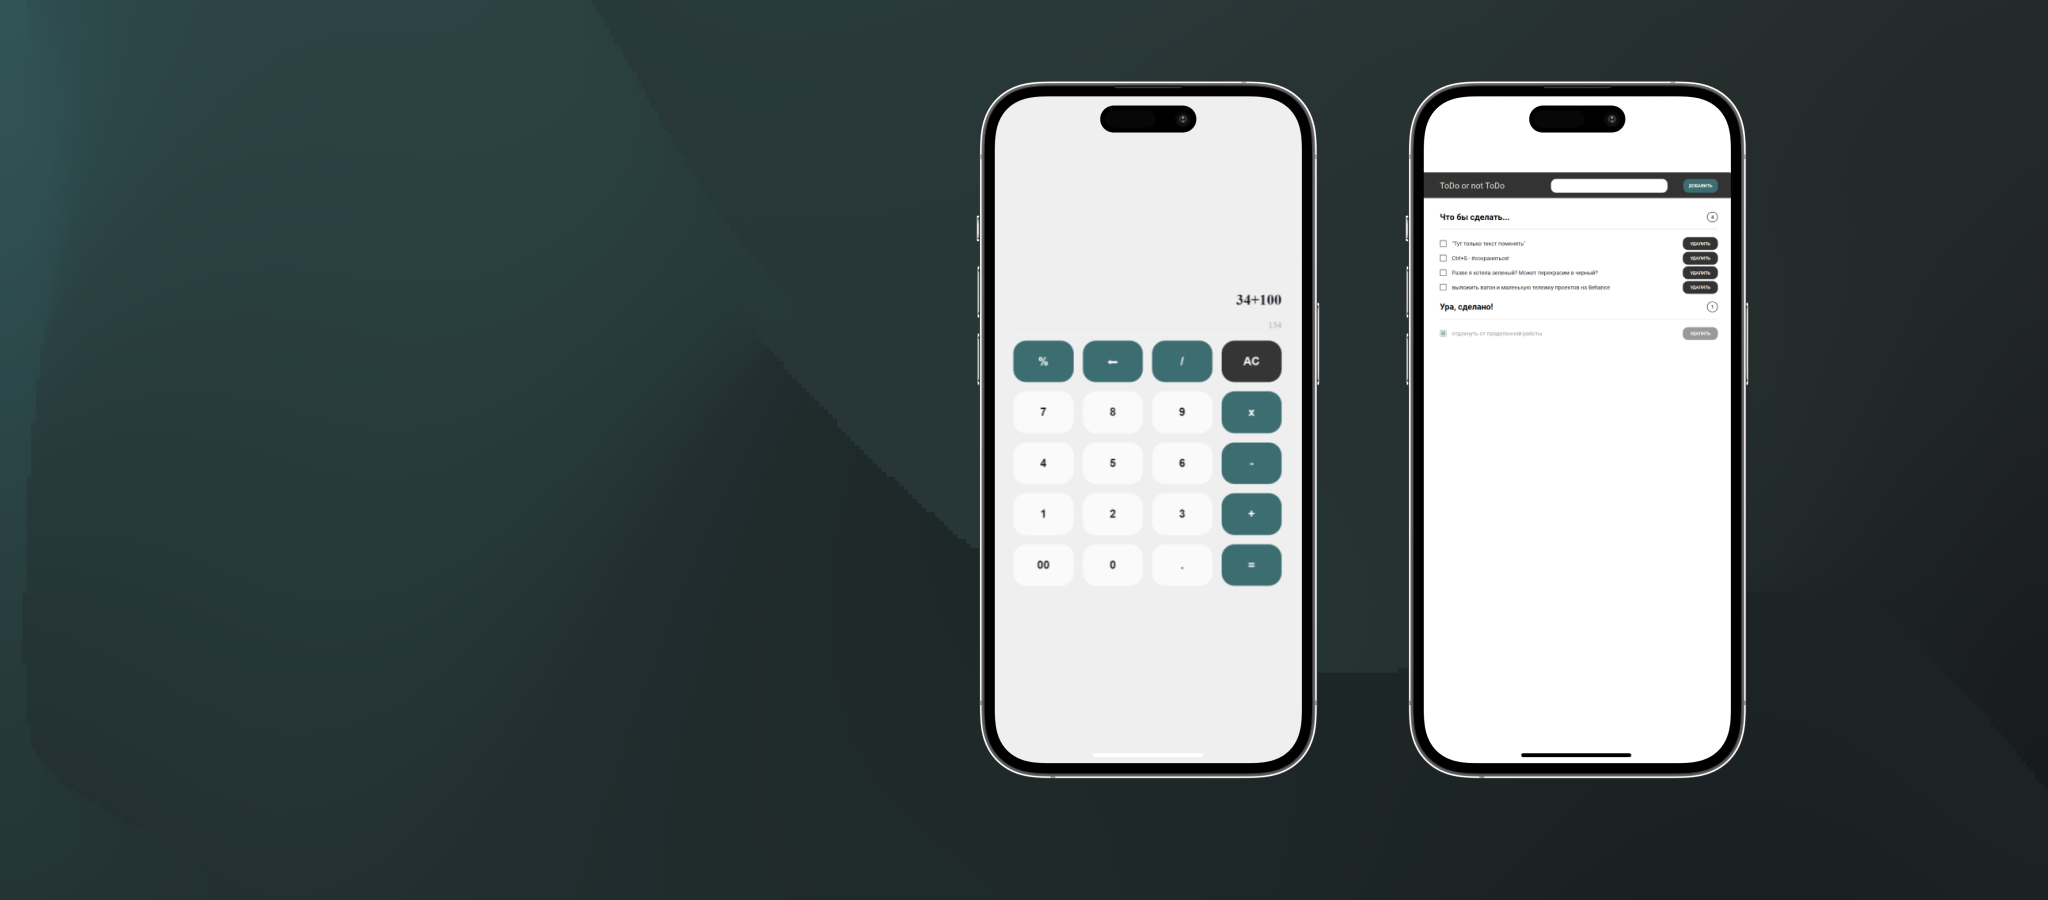 34+100
134
% ← / AC
7 8 9 x
4 5 6 -
1 2 3 +
00 0 . =
ToDo or not ToDo ДОБАВИТЬ
Что бы сделать... 4
"Тут только текст поменять" УДАЛИТЬ
Ctrl+S - #сохраняться! УДАЛИТЬ
Разве я хотела зеленый? Может перекрасим в черный? УДАЛИТЬ
выложить вагон и маленькую тележку проектов на Behance УДАЛИТЬ
Ура, сделано! 1
отдохнуть от проделанной работы УДАЛИТЬ